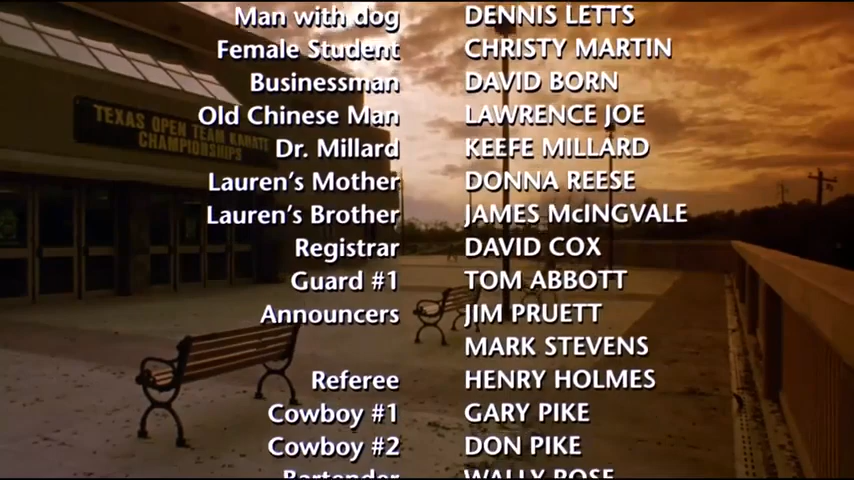 Man with dog DENNIS LETTS
Female Student CHRISTY MARTIN
Businessman DAVID BORN
Old Chinese Man LAWRENCE JOE
Dr. Millard KEEFE MILLARD
Lauren's Mother DONNA REESE
Lauren's Brother JAMES McINGVALE
Registrar DAVID COX
Guard #1 TOM ABBOTT
Announcers JIM PRUETT
MARK STEVENS
Referee HENRY HOLMES
Cowboy #1 GARY PIKE
Cowboy #2 DON PIKE
Bartender WALLY ROSE
TEXAS OPEN TEAM KARATE
CHAMPIONSHIPS